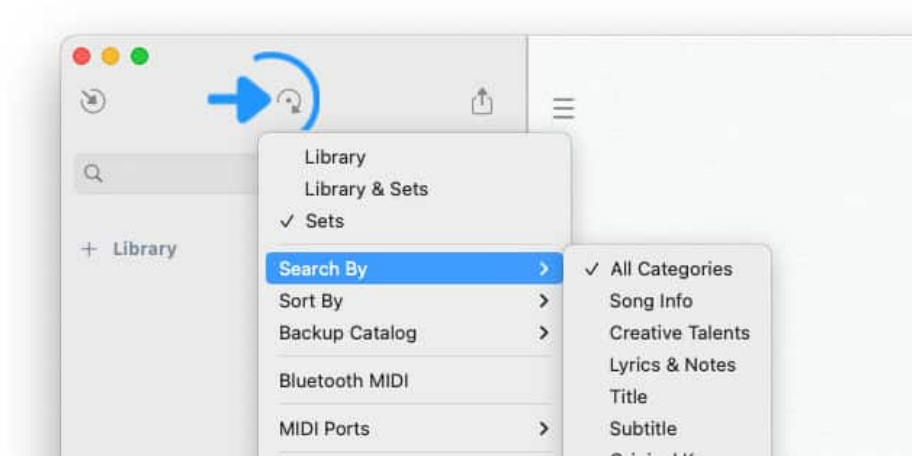 Library
Library & Sets
✓ Sets
+ Library
Search By
Sort By
Backup Catalog
Bluetooth MIDI
MIDI Ports
✓ All Categories
Song Info
Creative Talents
Lyrics & Notes
Title
Subtitle